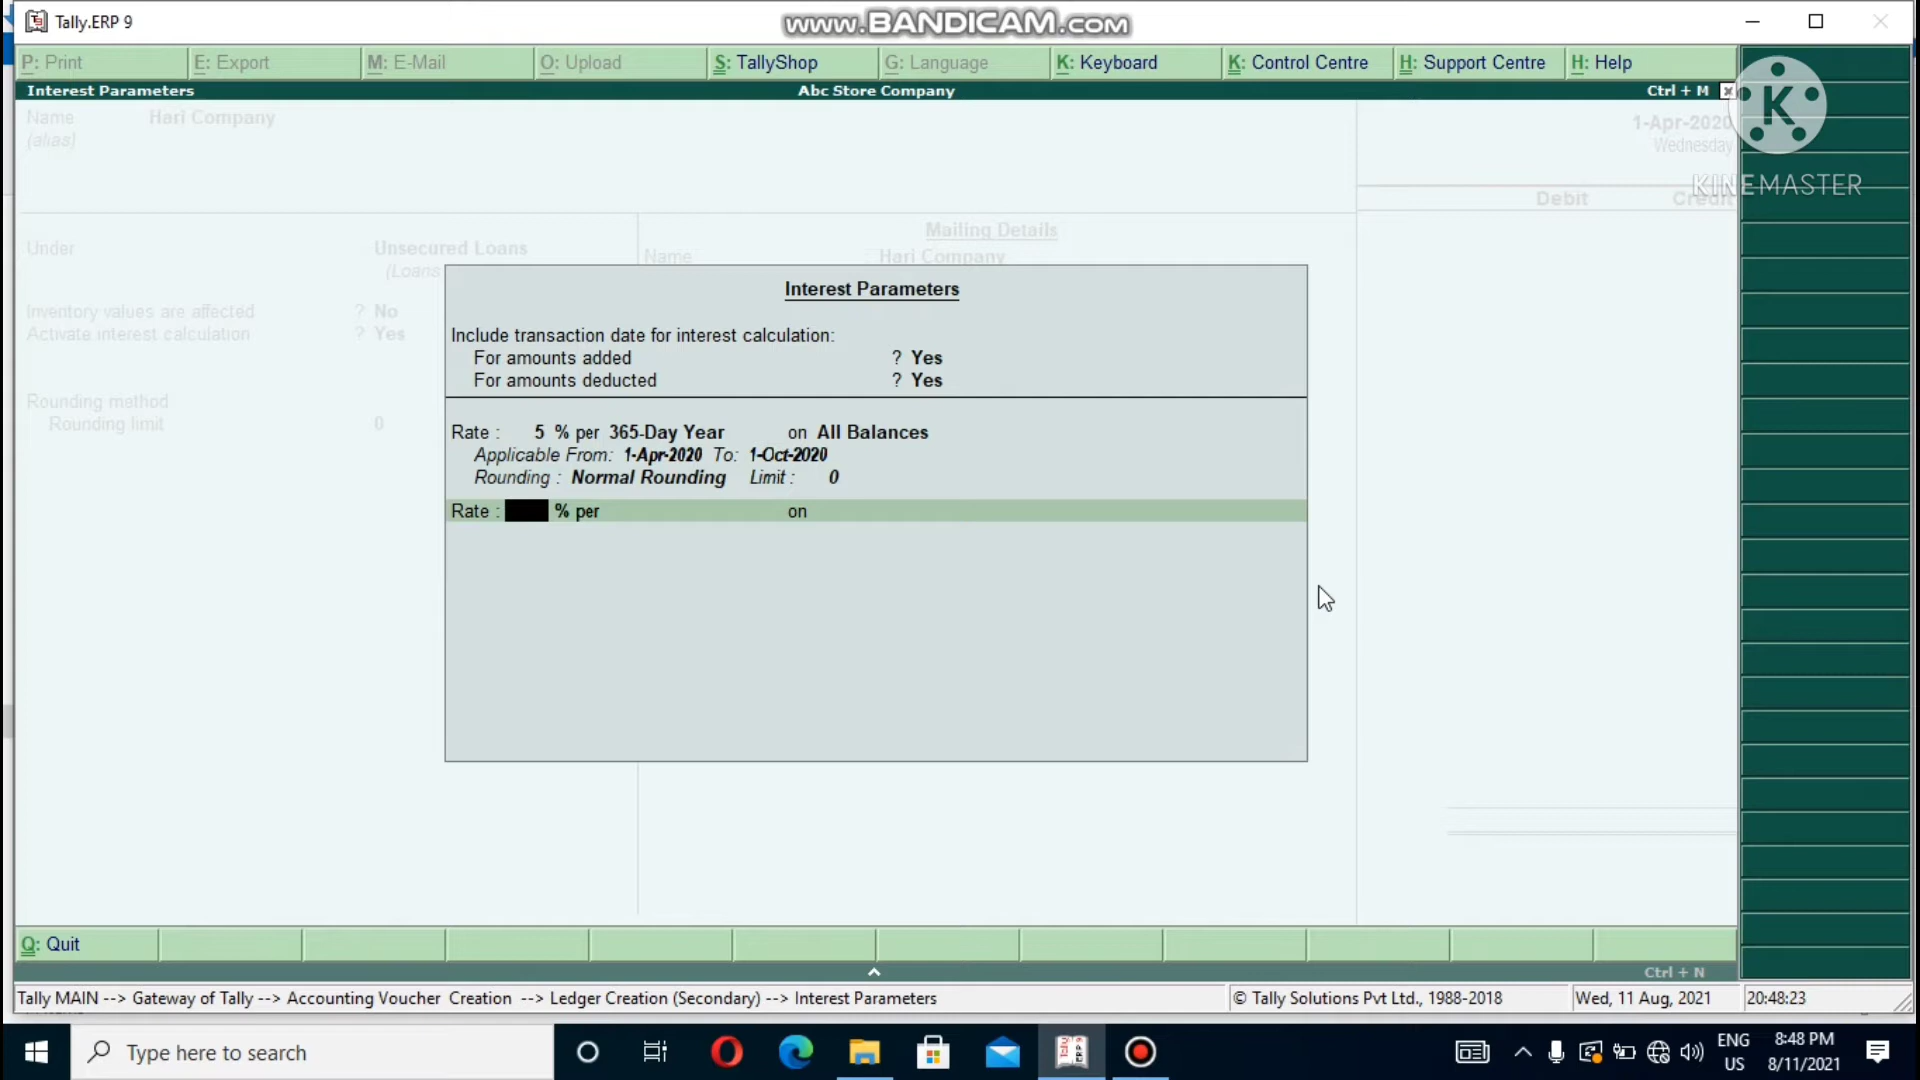 Tally.ERP 9
www.BANDICAM.com
P: Print E: Export M: E-Mail O: Upload S: TallyShop G: Language K: Keyboard K: Control Centre H: Support Centre H: Help
Interest Parameters Abc Store Company Ctrl + M
Name Hari Company
(alias)
1-Apr-2020
Wednesday
K
KINEMASTER
Debit Credit
Under Unsecured Loans
(Loans
Mailing Details
Name : Hari Company
Inventory values are affected ? No
Activate interest calculation ? Yes
Rounding method
Rounding limit 0
Interest Parameters
Include transaction date for interest calculation:
For amounts added ? Yes
For amounts deducted ? Yes
Rate : 5 % per 365-Day Year on All Balances
Applicable From: 1-Apr-2020 To: 1-Oct-2020
Rounding : Normal Rounding Limit : 0
Rate : % per on
Q: Quit
Ctrl + N
Tally MAIN --> Gateway of Tally --> Accounting Voucher Creation --> Ledger Creation (Secondary) --> Interest Parameters © Tally Solutions Pvt Ltd., 1988-2018 Wed, 11 Aug, 2021 20:48:23
Type here to search
ENG
US
8:48 PM
8/11/2021